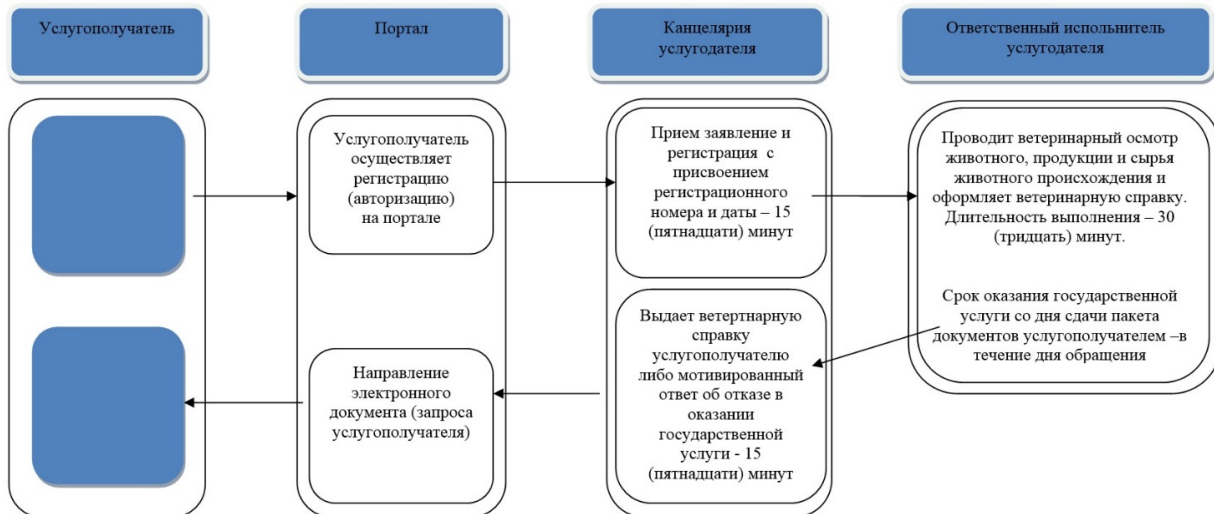 Услугополучатель
Портал
Канцелярия
услугодателя
Ответственный испольнитель
услугодателя
Услугополучатель
осуществляет
регистрацию
(авторизацию)
на портале
Прием заявление и
регистрация с
присвоением
регистрационного
номера и даты – 15
(пятнадцати) минут
Проводит ветеринарный осмотр
животного, продукции и сырья
животного происхождения и
оформляет ветеринарную справку.
Длительность выполнения – 30
(тридцать) минут.
Срок оказания государственной
услуги со дня сдачи пакета
документов услугополучателем –в
течение дня обращения
Выдает ветертнарную
справку
услугополучателю
либо мотивированный
ответ об отказе в
оказании
государственной
услуги - 15
(пятнадцати) минут
Направление
электронного
документа (запроса
услугополучателя)